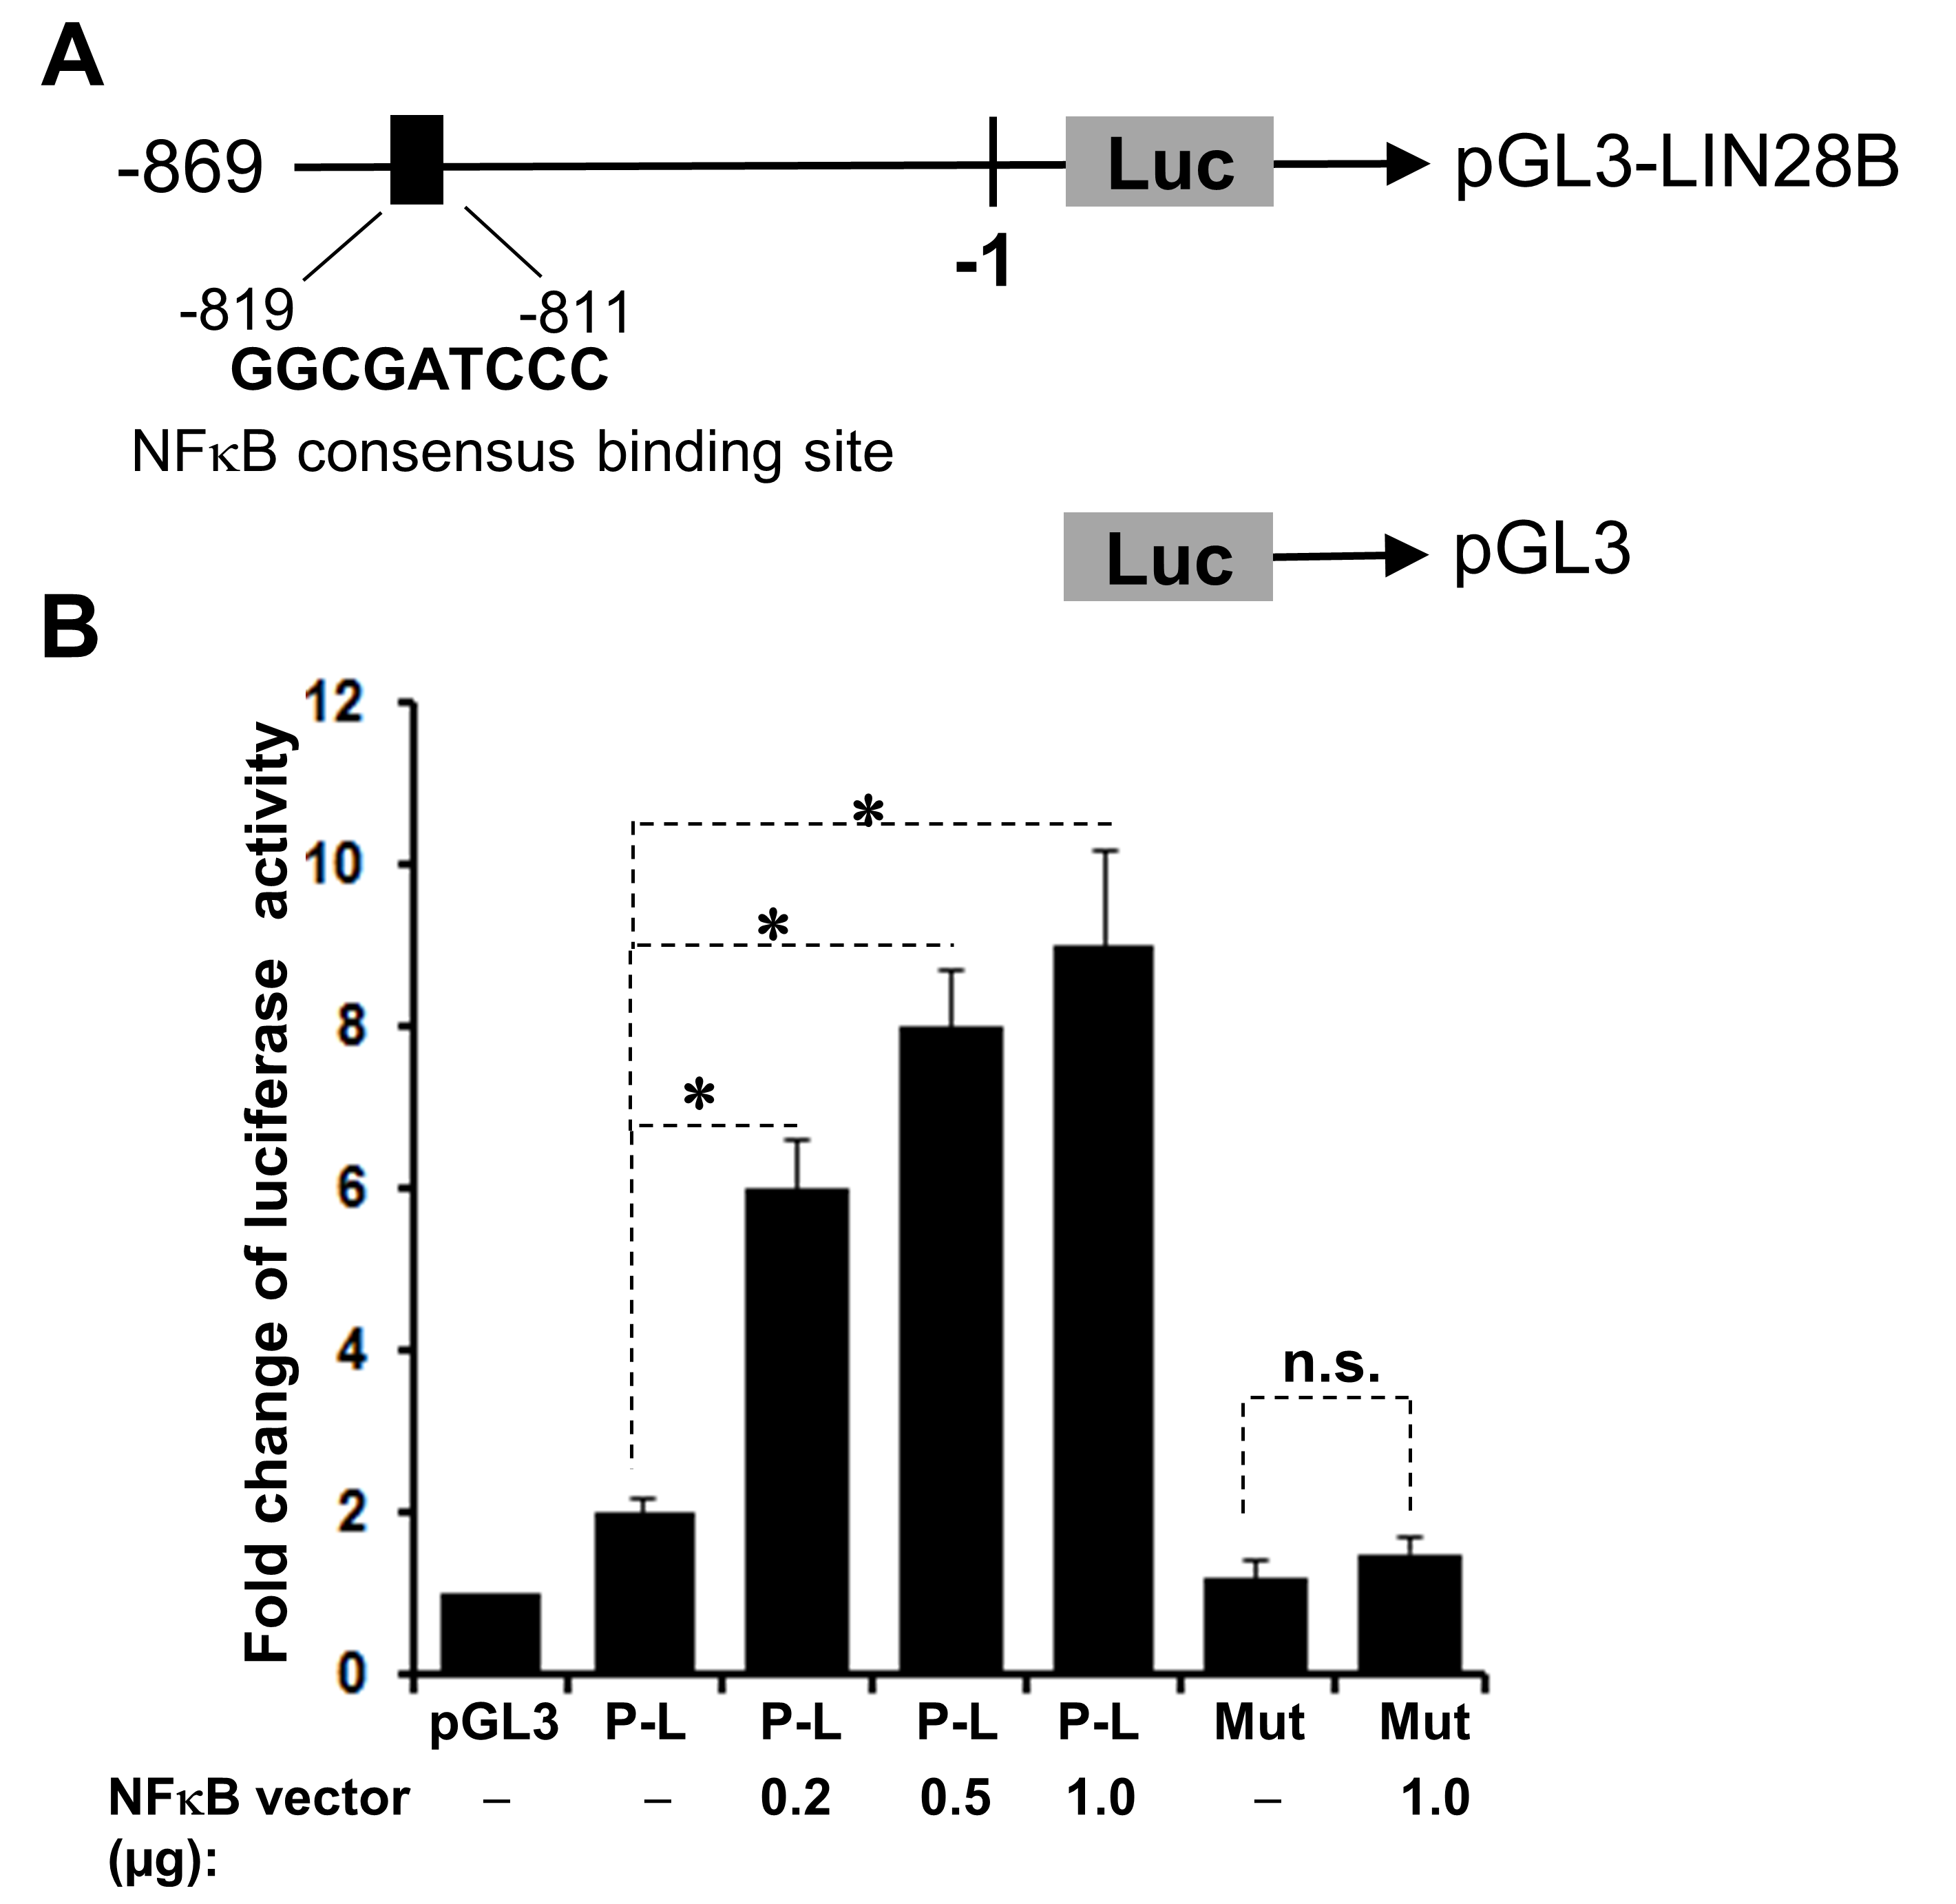 A
-869
Luc
pGL3-LIN28B
-1
-819
-811
GGCGATCCC
NFκB consensus binding site
Luc
pGL3
B
Fold change of luciferase activity
12
10
8
6
4
2
0
*
*
*
n.s.
pGL3 P-L P-L P-L P-L Mut Mut
NFκB vector – – 0.2 0.5 1.0 – 1.0
(µg):